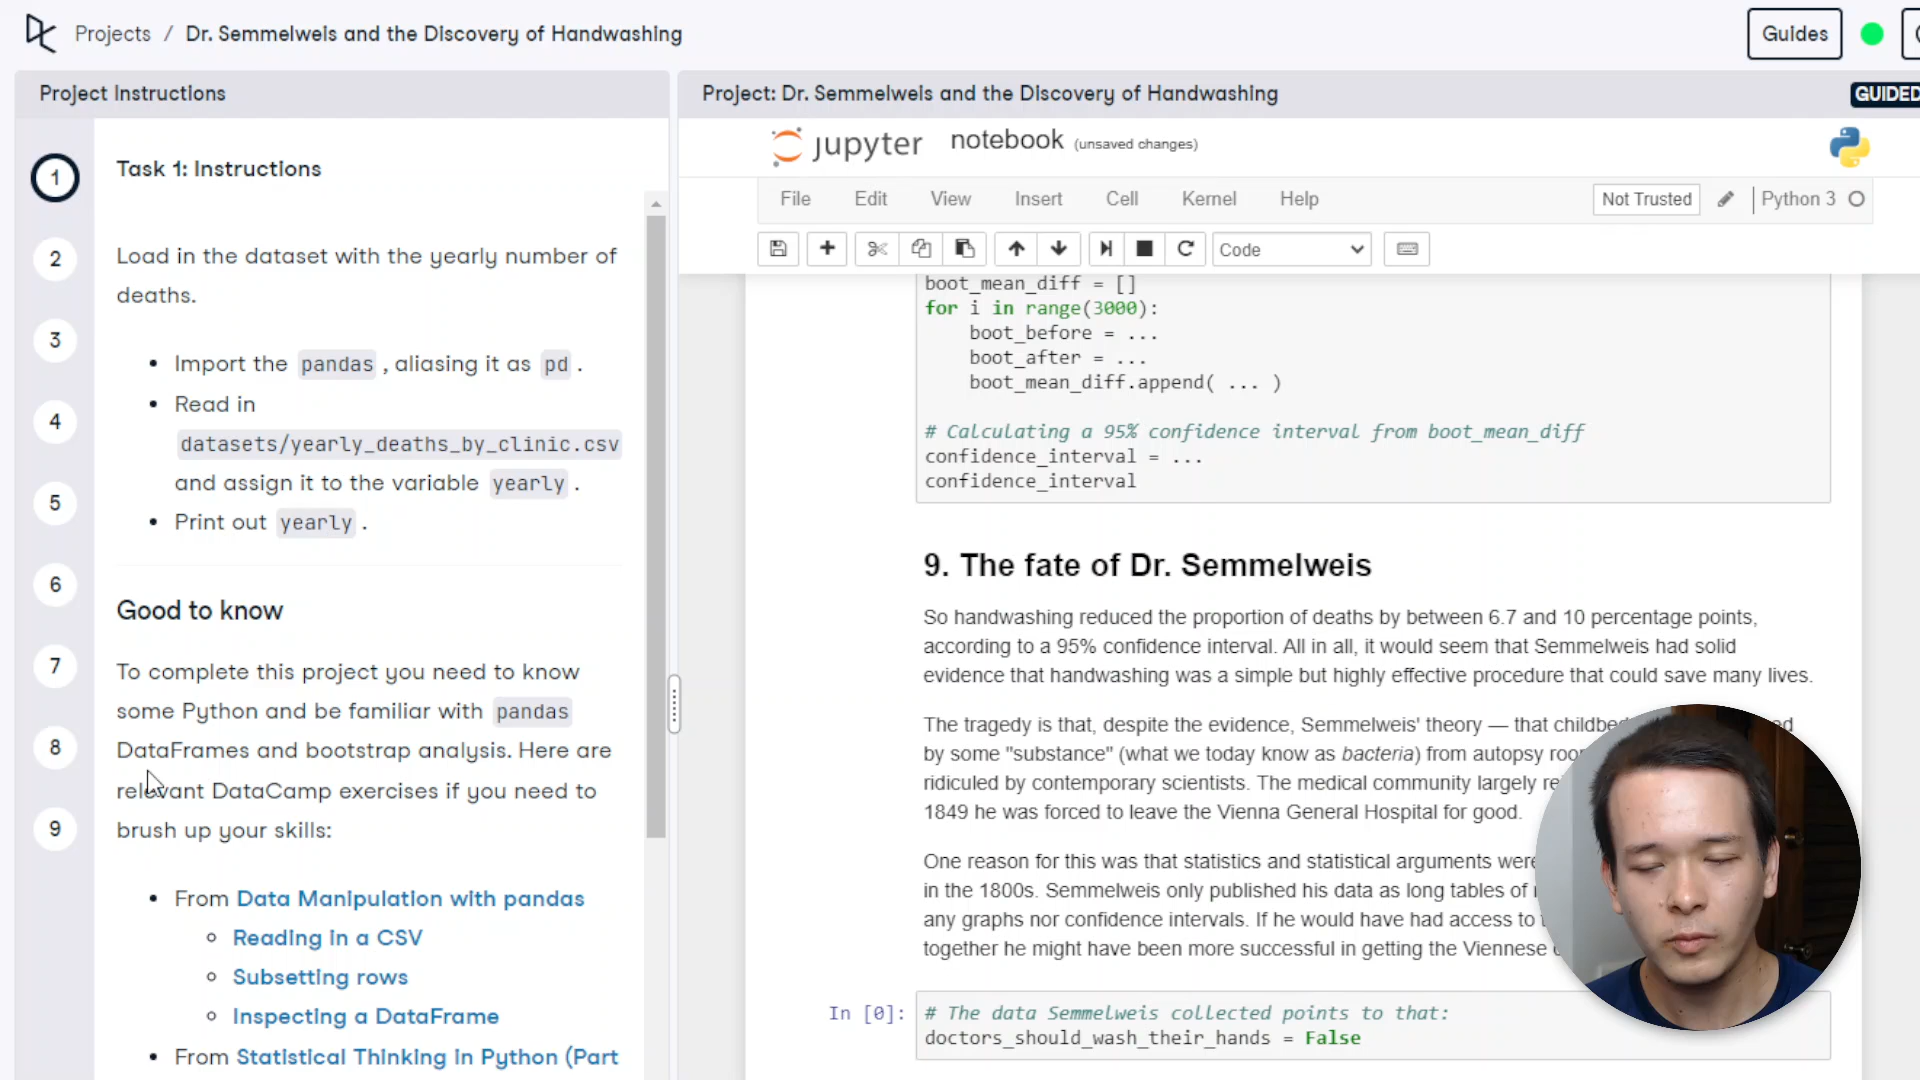 Projects / Dr. Semmelweis and the Discovery of Handwashing
Guides
Project Instructions
1
2
3
4
5
6
7
8
9
Task 1: Instructions
Load in the dataset with the yearly number of
deaths.
• Import the pandas , aliasing it as pd .
• Read in
datasets/yearly_deaths_by_clinic.csv
and assign it to the variable yearly .
• Print out yearly .
Good to know
To complete this project you need to know
some Python and be familiar with pandas
DataFrames and bootstrap analysis. Here are
relevant DataCamp exercises if you need to
brush up your skills:
• From Data Manipulation with pandas
Reading in a CSV
Subsetting rows
Inspecting a DataFrame
• From Statistical Thinking in Python (Part
Project: Dr. Semmelweis and the Discovery of Handwashing
GUIDED
jupyter notebook (unsaved changes)
File Edit View Insert Cell Kernel Help
Not Trusted Python 3
Code
boot_mean_diff = []
for i in range(3000):
boot_before = ...
boot_after = ...
boot_mean_diff.append( ... )
# Calculating a 95% confidence interval from boot_mean_diff
confidence_interval = ...
confidence_interval
9. The fate of Dr. Semmelweis
So handwashing reduced the proportion of deaths by between 6.7 and 10 percentage points,
according to a 95% confidence interval. All in all, it would seem that Semmelweis had solid
evidence that handwashing was a simple but highly effective procedure that could save many lives.
The tragedy is that, despite the evidence, Semmelweis' theory — that
by some "substance" (what we today know as bacteria) from autopsy
ridiculed by contemporary scientists. The medical community largely
1849 he was forced to leave the Vienna General Hospital for good.
One reason for this was that statistics and statistical arguments were
in the 1800s. Semmelweis only published his data as long tables of
any graphs nor confidence intervals. If he would have had access to
together he might have been more successful in getting the Viennese
In [0]: # The data Semmelweis collected points to that:
doctors_should_wash_their_hands = False